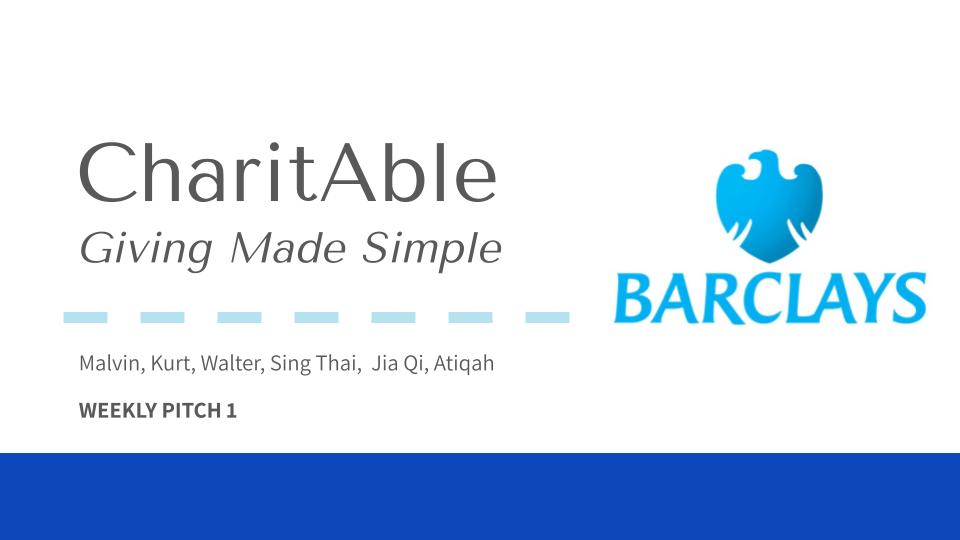 CharitAble
Giving Made Simple
BARCLAYS
Malvin, Kurt, Walter, Sing Thai,  Jia Qi, Atiqah
WEEKLY PITCH 1